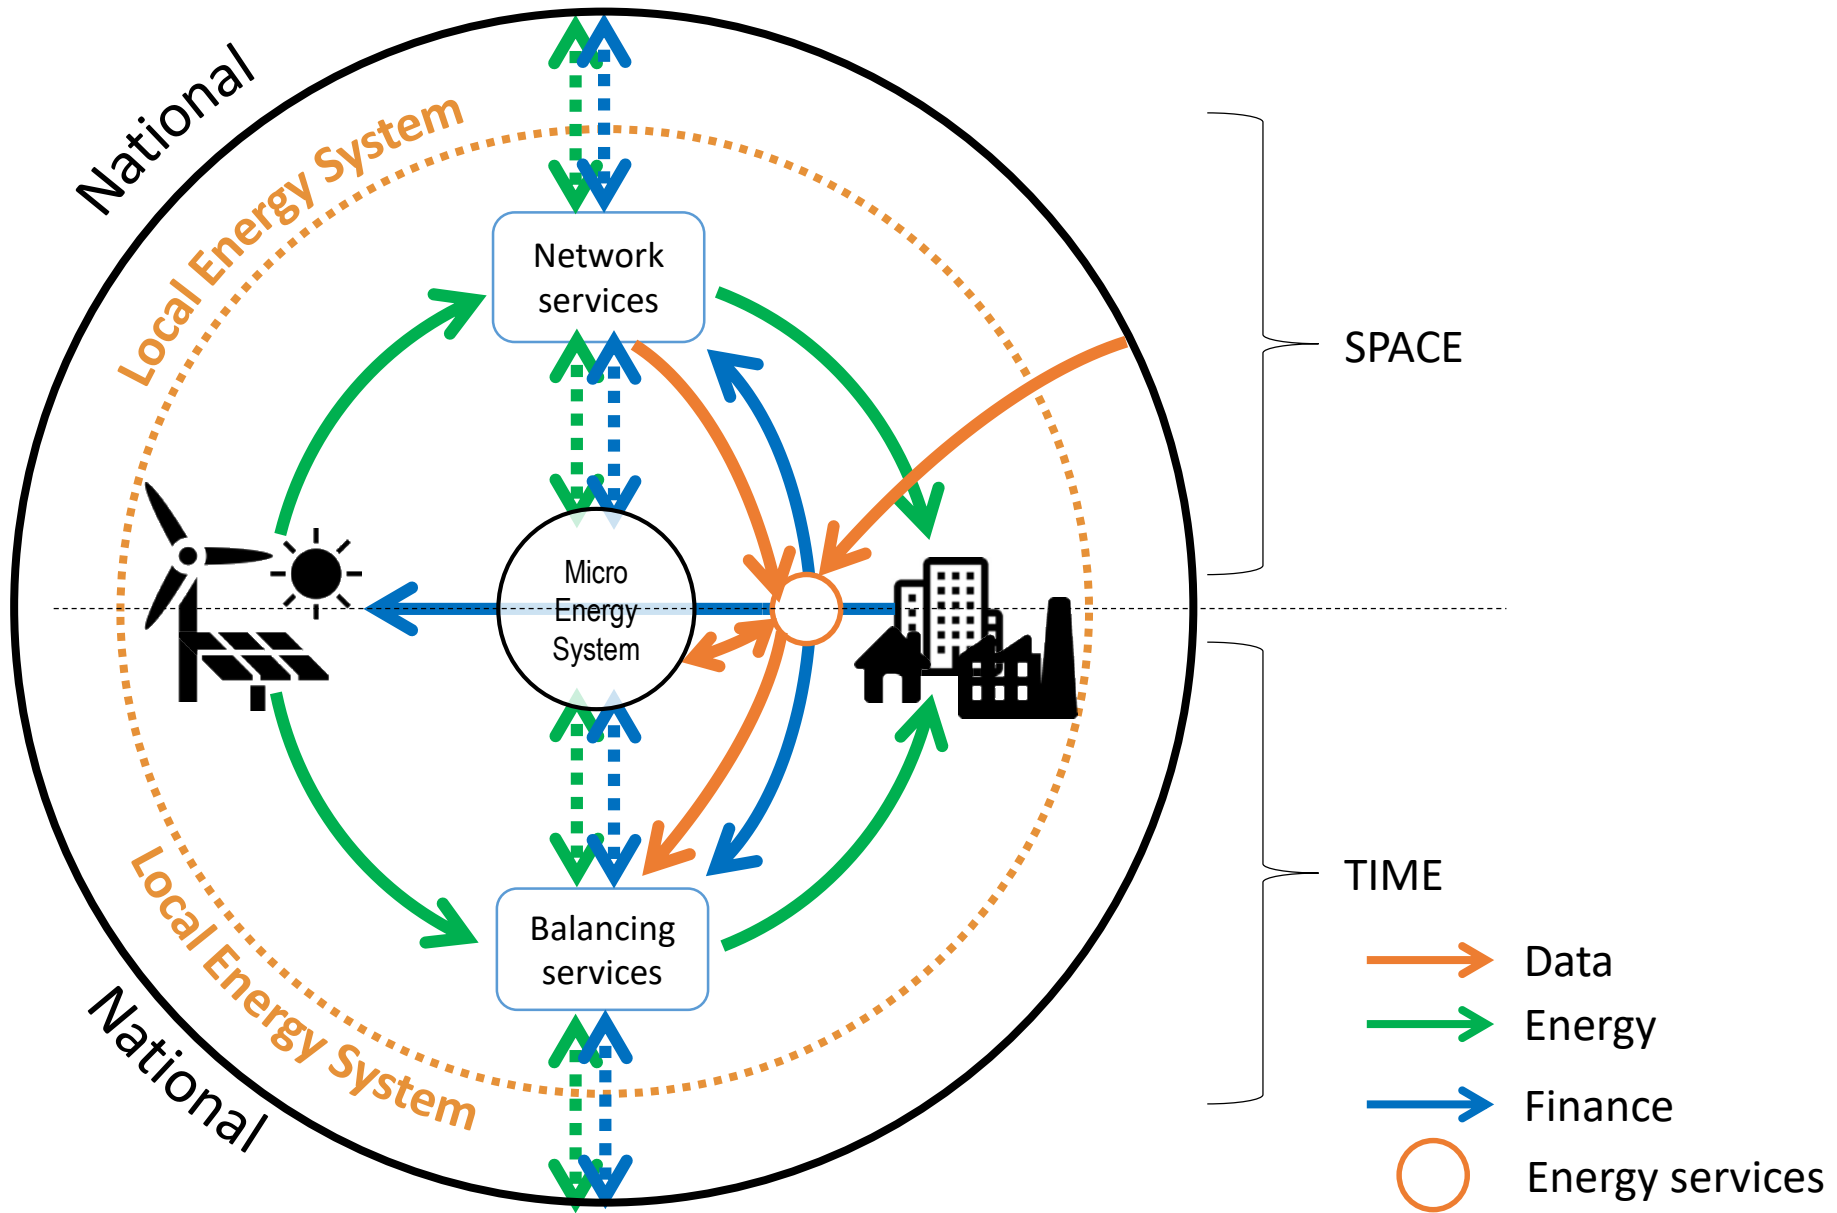 National
Local Energy System
Network
services
SPACE
Micro
Energy
System
TIME
Balancing
services
Local Energy System
National
Data
Energy
Finance
Energy services